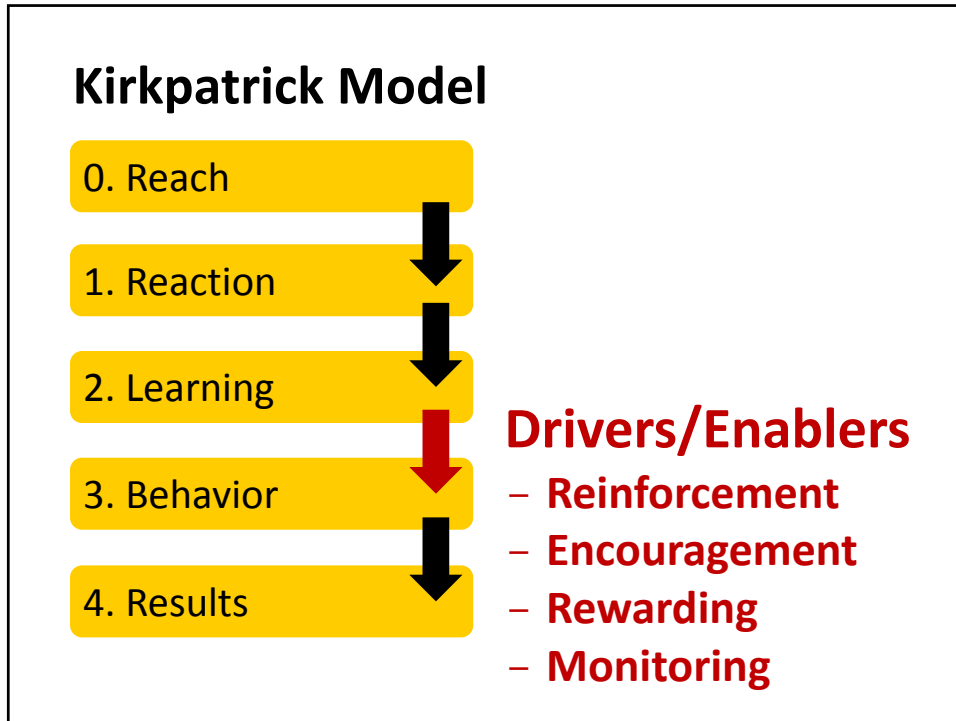 Kirkpatrick Model
0. Reach
1. Reaction
2. Learning
3. Behavior
4. Results
Drivers/Enablers
– Reinforcement
– Encouragement
– Rewarding
– Monitoring